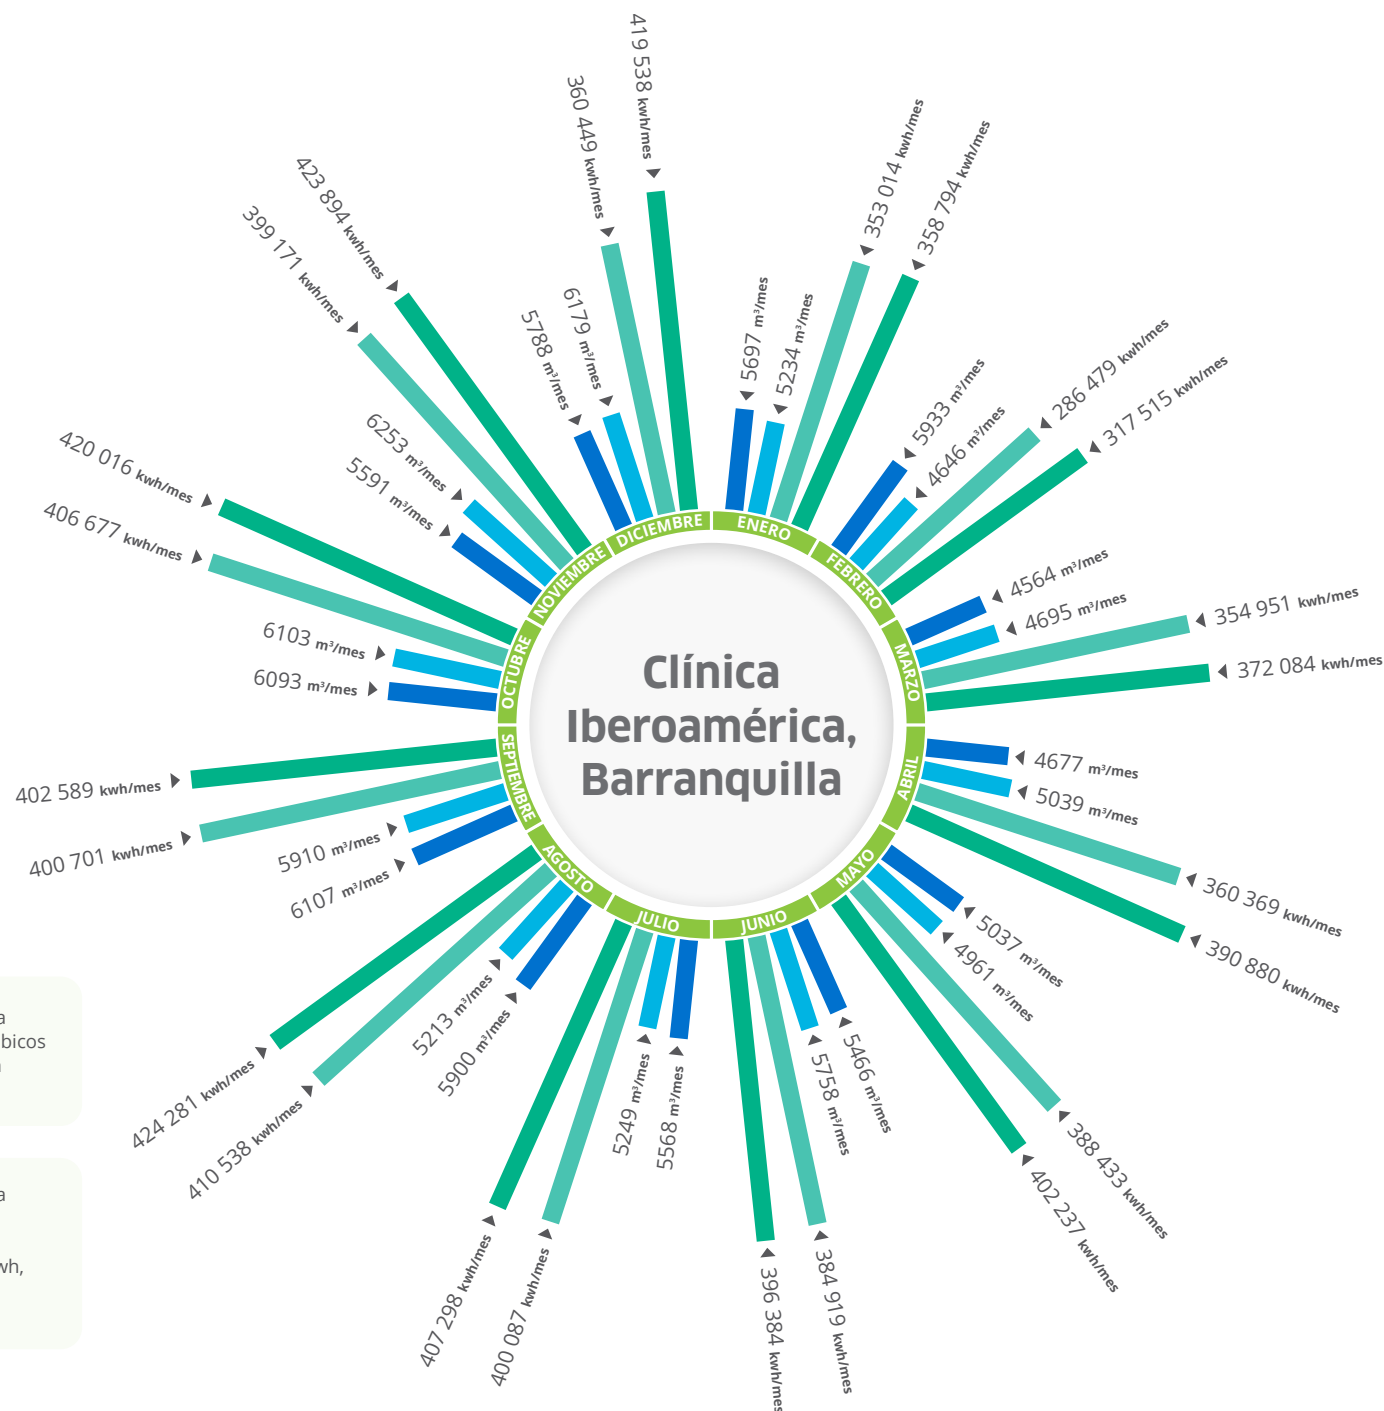 Clínica
Iberoamérica,
Barranquilla
ENERO
5697 m³/mes
5234 m³/mes
353 014 kwh/mes
358 794 kwh/mes
FEBRERO
5933 m³/mes
4646 m³/mes
286 479 kwh/mes
317 515 kwh/mes
MARZO
4564 m³/mes
4695 m³/mes
354 951 kwh/mes
372 084 kwh/mes
ABRIL
4677 m³/mes
5039 m³/mes
360 369 kwh/mes
390 880 kwh/mes
MAYO
5037 m³/mes
4961 m³/mes
388 433 kwh/mes
402 237 kwh/mes
JUNIO
5466 m³/mes
5758 m³/mes
384 919 kwh/mes
396 384 kwh/mes
JULIO
5568 m³/mes
5249 m³/mes
400 087 kwh/mes
407 298 kwh/mes
AGOSTO
5900 m³/mes
5213 m³/mes
410 538 kwh/mes
424 281 kwh/mes
SEPTIEMBRE
6107 m³/mes
5910 m³/mes
400 701 kwh/mes
402 589 kwh/mes
OCTUBRE
6093 m³/mes
6103 m³/mes
406 677 kwh/mes
420 016 kwh/mes
NOVIEMBRE
5591 m³/mes
6253 m³/mes
399 171 kwh/mes
423 894 kwh/mes
DICIEMBRE
5788 m³/mes
6179 m³/mes
360 449 kwh/mes
419 538 kwh/mes
a
bicos
a
wh,